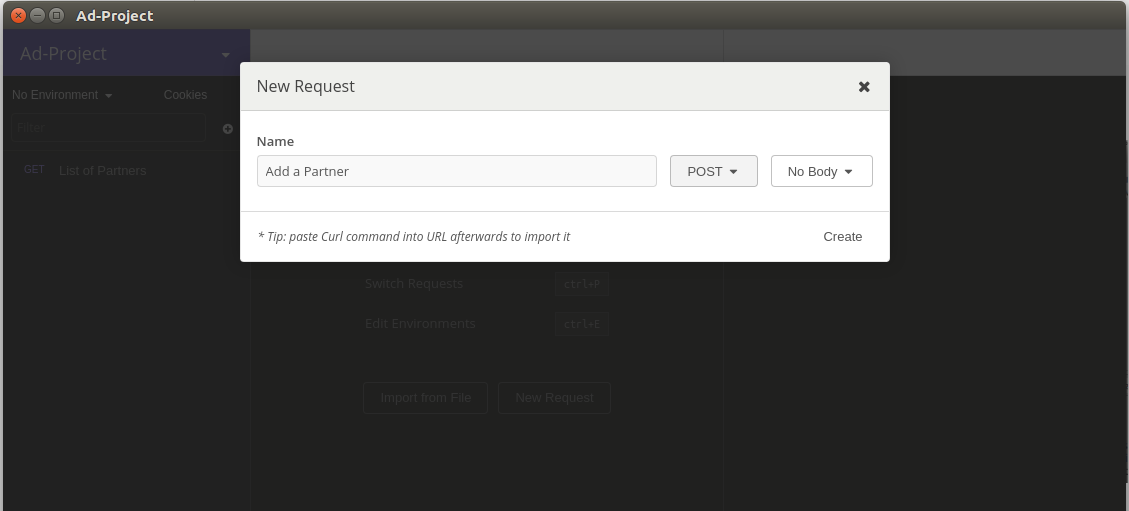 Ad-Project
Ad-Project
No Environment Cookies
Filter
GET List of Partners
New Request
Name
Add a Partner POST No Body
* Tip: paste Curl command into URL afterwards to import it
Create
Switch Requests ctrl+P
Edit Environments ctrl+E
Import from File New Request